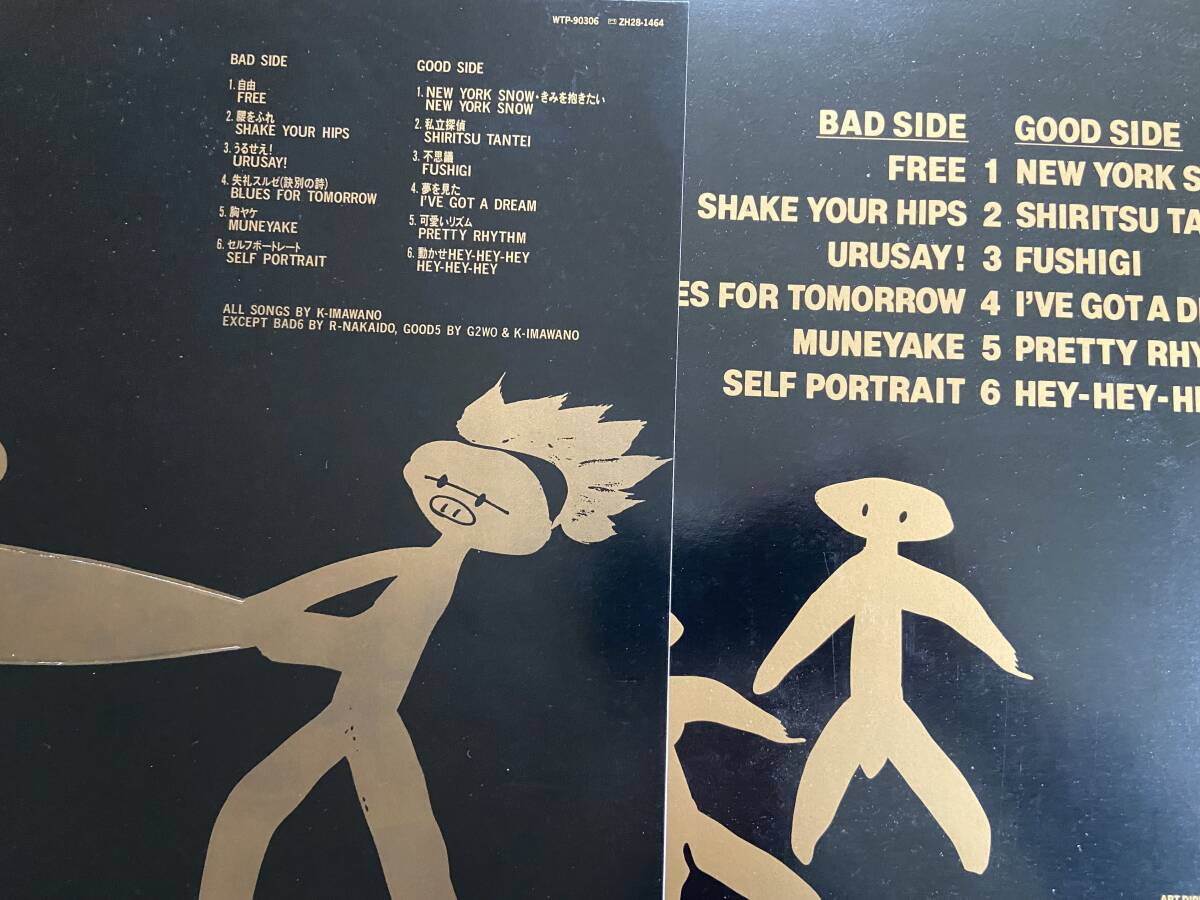 WTP-90306 ZH28-1464
BAD SIDE
1. 自由
FREE
2. 腰をふれ
SHAKE YOUR HIPS
3. うるせえ!
URUSAY!
4. 失礼スルゼ(訣別の詩)
BLUES FOR TOMORROW
5. 胸ヤケ
MUNEYAKE
6. セルフポートレート
SELF PORTRAIT
GOOD SIDE
1. NEW YORK SNOW・きみを抱きたい
NEW YORK SNOW
2. 私立探偵
SHIRITSU TANTEI
3. 不思議
FUSHIGI
4. 夢を見た
I'VE GOT A DREAM
5. 可愛いリズム
PRETTY RHYTHM
6. 動かせHEY-HEY-HEY
HEY-HEY-HEY
ALL SONGS BY K-IMAWANO
EXCEPT BAD6 BY R-NAKAIDO, GOOD5 BY G2WO & K-IMAWANO
BAD SIDE GOOD SIDE
FREE 1 NEW YORK S
SHAKE YOUR HIPS 2 SHIRITSU TA
URUSAY! 3 FUSHIGI
ES FOR TOMORROW 4 I'VE GOT A D
MUNEYAKE 5 PRETTY RHY
SELF PORTRAIT 6 HEY-HEY-H